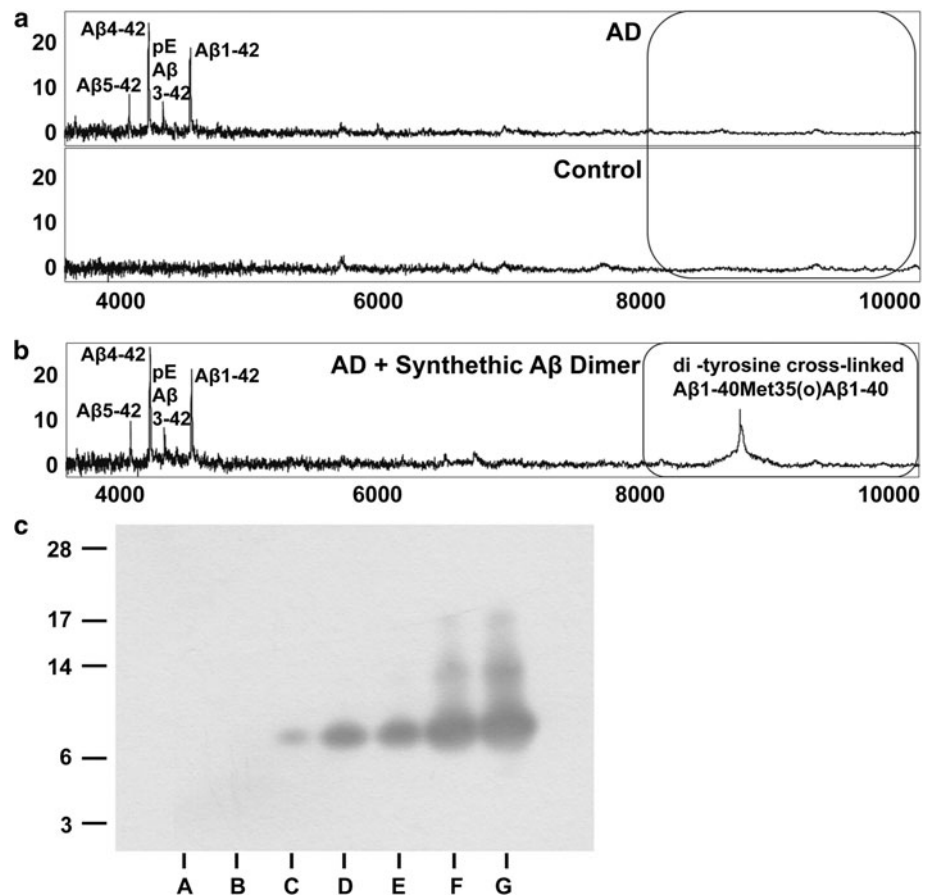 a
AD
Aβ4-42
pE
Aβ
3-42
Aβ1-42
Aβ5-42
20
10
0
Control
20
10
0
4000 6000 8000 10000
b
AD + Synthethic Aβ Dimer
Aβ4-42
pE
Aβ
3-42
Aβ1-42
Aβ5-42
di -tyrosine cross-linked
Aβ1-40Met35(o)Aβ1-40
20
10
0
4000 6000 8000 10000
c
28
17
14
6
3
A B C D E F G